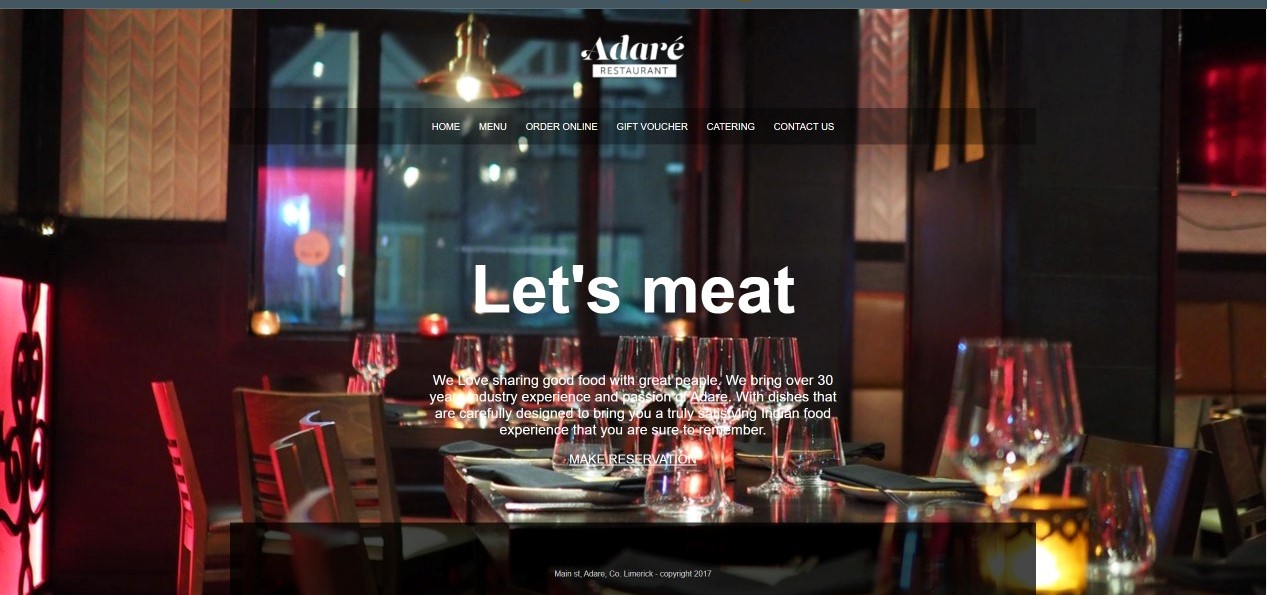 Adaré
RESTAURANT
HOME MENU ORDER ONLINE GIFT VOUCHER CATERING CONTACT US
Let's meat
We Love sharing good food with great peaple. We bring over 30
years industry experience and passion of Adare. With dishes that
are carefully designed to bring you a truly satisfying Indian food
experience that you are sure to remember.
MAKE RESERVATION
Main st, Adare, Co. Limerick - copyright 2017